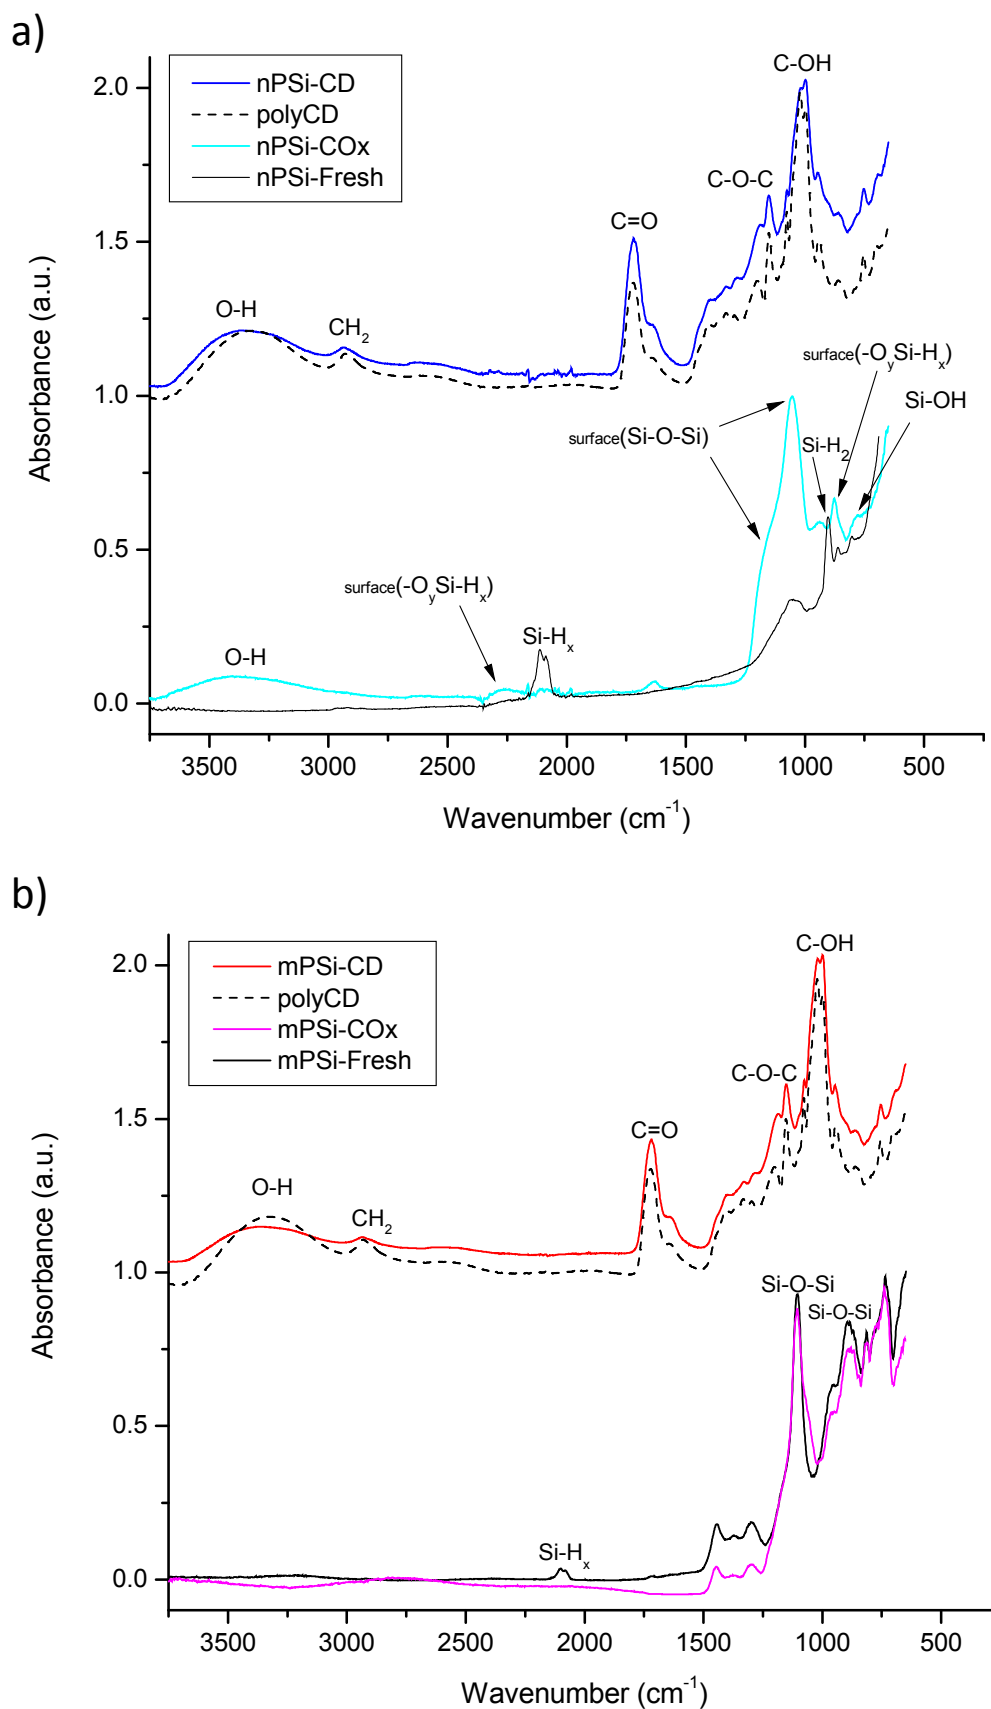 a)
nPSi-CD
polyCD
nPSi-COx
nPSi-Fresh
C-OH
C-O-C
C=O
O-H
CH2
surface(-OySi-Hx)
Si-OH
surface(Si-O-Si)
Si-H2
surface(-OySi-Hx)
Si-Hx
O-H
2.0
1.5
1.0
0.5
0.0
Absorbance (a.u.)
3500 3000 2500 2000 1500 1000 500
Wavenumber (cm-1)
b)
mPSi-CD
polyCD
mPSi-COx
mPSi-Fresh
C-OH
C-O-C
C=O
O-H
CH2
Si-O-Si
Si-O-Si
Si-Hx
2.0
1.5
1.0
0.5
0.0
Absorbance (a.u.)
3500 3000 2500 2000 1500 1000 500
Wavenumber (cm-1)